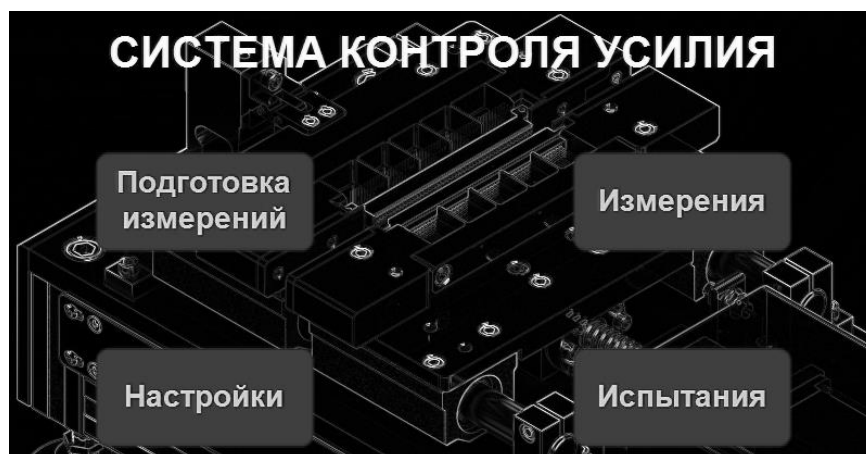 СИСТЕМА КОНТРОЛЯ УСИЛИЯ
Подготовка
измерений
Измерения
Настройки
Испытания